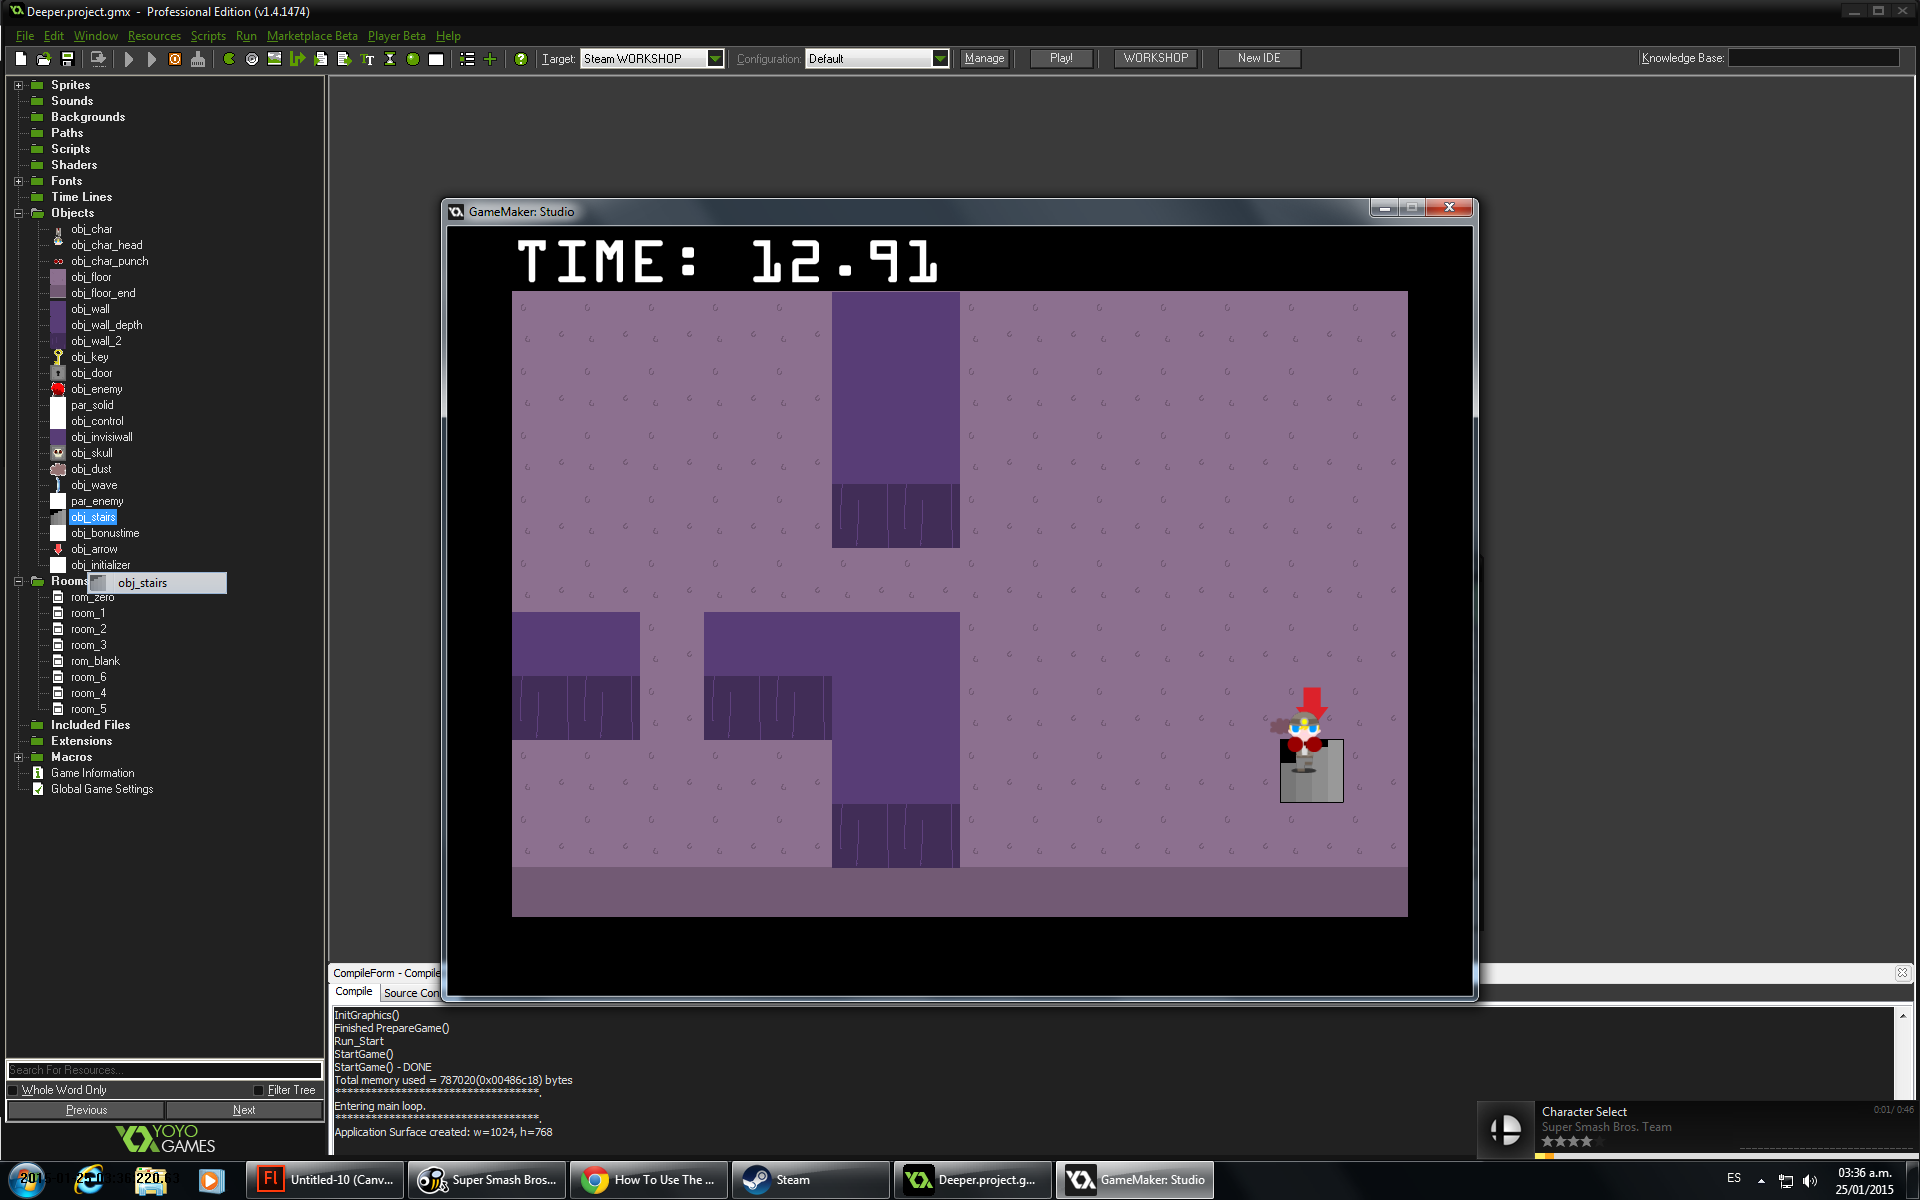 Deeper.project.gmx - Professional Edition (v1.4.1474)
File Edit Window Resources Scripts Run Marketplace Beta Player Beta Help
Target: Steam WORKSHOP Configuration: Default Manage Play! WORKSHOP New IDE Knowledge Base:
Sprites
Sounds
Backgrounds
Paths
Scripts
Shaders
Fonts
Time Lines
Objects
obj_char
obj_char_head
obj_char_punch
obj_floor
obj_floor_end
obj_wall
obj_wall_depth
obj_wall_2
obj_key
obj_door
obj_enemy
par_solid
obj_control
obj_invisiwall
obj_skull
obj_dust
obj_wave
par_enemy
obj_stairs
obj_bonustime
obj_arrow
obj_initializer
Rooms
obj_stairs
rom_zero
room_1
room_2
room_3
rom_blank
room_6
room_4
room_5
Included Files
Extensions
Macros
Game Information
Global Game Settings
Search For Resources...
Whole Word Only Filter Tree
Previous Next
YOYO
GAMES
GameMaker: Studio
TIME: 12.91
CompileForm - Compile
Compile Source Con
InitGraphics()
Finished PrepareGame()
Run_Start
StartGame()
StartGame() - DONE
Total memory used = 787020(0x00486c18) bytes
***********************************.
Entering main loop.
***********************************.
Application Surface created: w=1024, h=768
Character Select 0:01/ 0:46
Super Smash Bros. Team
Untitled-10 (Canv...
Super Smash Bros...
How To Use The ...
Steam
Deeper.project.g...
GameMaker: Studio
ES
03:36 a.m.
25/01/2015